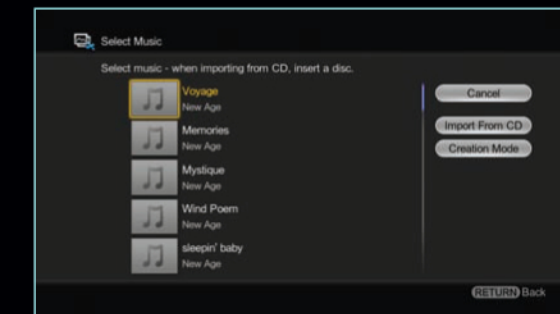 Select Music
Select music - when importing from CD, insert a disc.
Voyage
New Age
Memories
New Age
Mystique
New Age
Wind Poem
New Age
sleepin' baby
New Age
Cancel
Import From CD
Creation Mode
RETURN Back